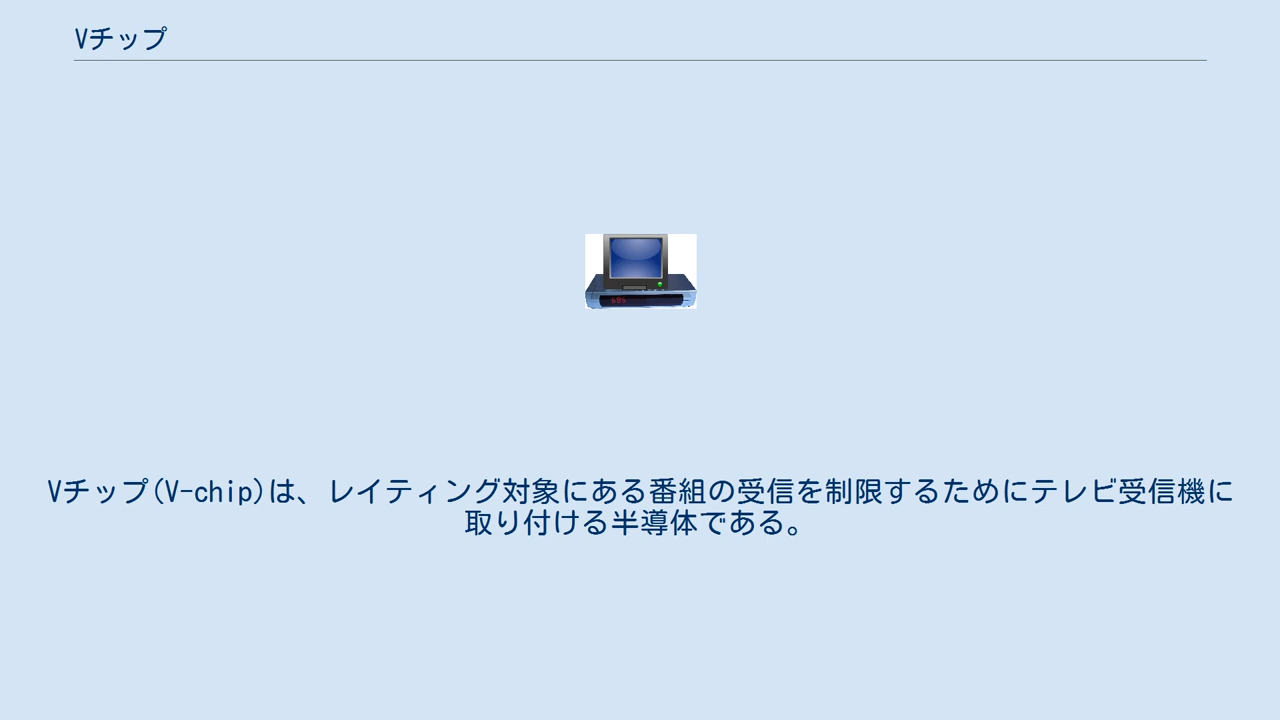 Vチップ
Vチップ(V-chip)は、レイティング対象にある番組の受信を制限するためにテレビ受信機に
取り付ける半導体である。